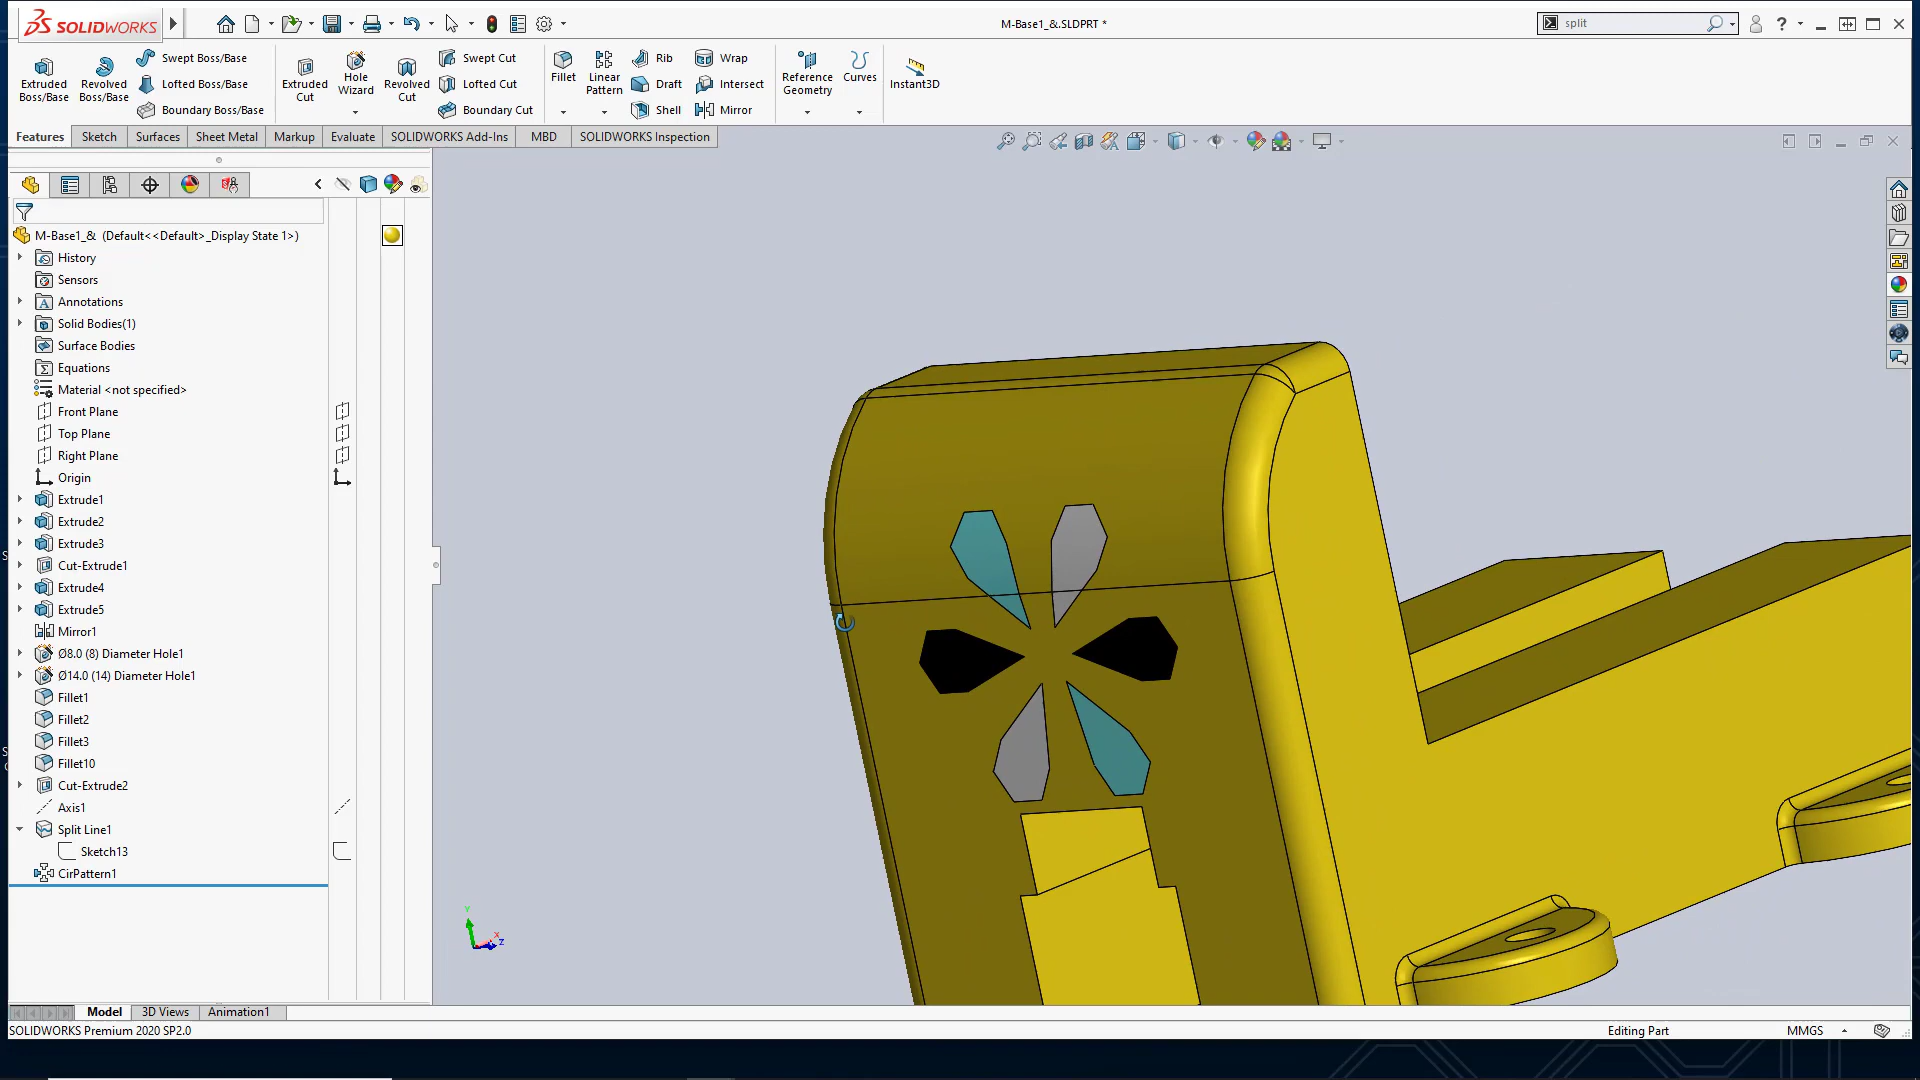 SOLIDWORKS
M-Base1_&.SLDPRT *
split
Extruded Boss/Base
Revolved Boss/Base
Swept Boss/Base
Lofted Boss/Base
Boundary Boss/Base
Extruded Cut
Hole Wizard
Revolved Cut
Swept Cut
Lofted Cut
Boundary Cut
Fillet
Linear Pattern
Rib
Draft
Shell
Wrap
Intersect
Mirror
Reference Geometry
Curves
Instant3D
Features
Sketch
Surfaces
Sheet Metal
Markup
Evaluate
SOLIDWORKS Add-Ins
MBD
SOLIDWORKS Inspection
M-Base1_& (Default<<Default>_Display State 1>)
History
Sensors
Annotations
Solid Bodies(1)
Surface Bodies
Equations
Material <not specified>
Front Plane
Top Plane
Right Plane
Origin
Extrude1
Extrude2
Extrude3
Cut-Extrude1
Extrude4
Extrude5
Mirror1
Ø8.0 (8) Diameter Hole1
Ø14.0 (14) Diameter Hole1
Fillet1
Fillet2
Fillet3
Fillet10
Cut-Extrude2
Axis1
Split Line1
Sketch13
CirPattern1
Y
X
Z
Model
3D Views
Animation1
SOLIDWORKS Premium 2020 SP2.0
Editing Part
MMGS